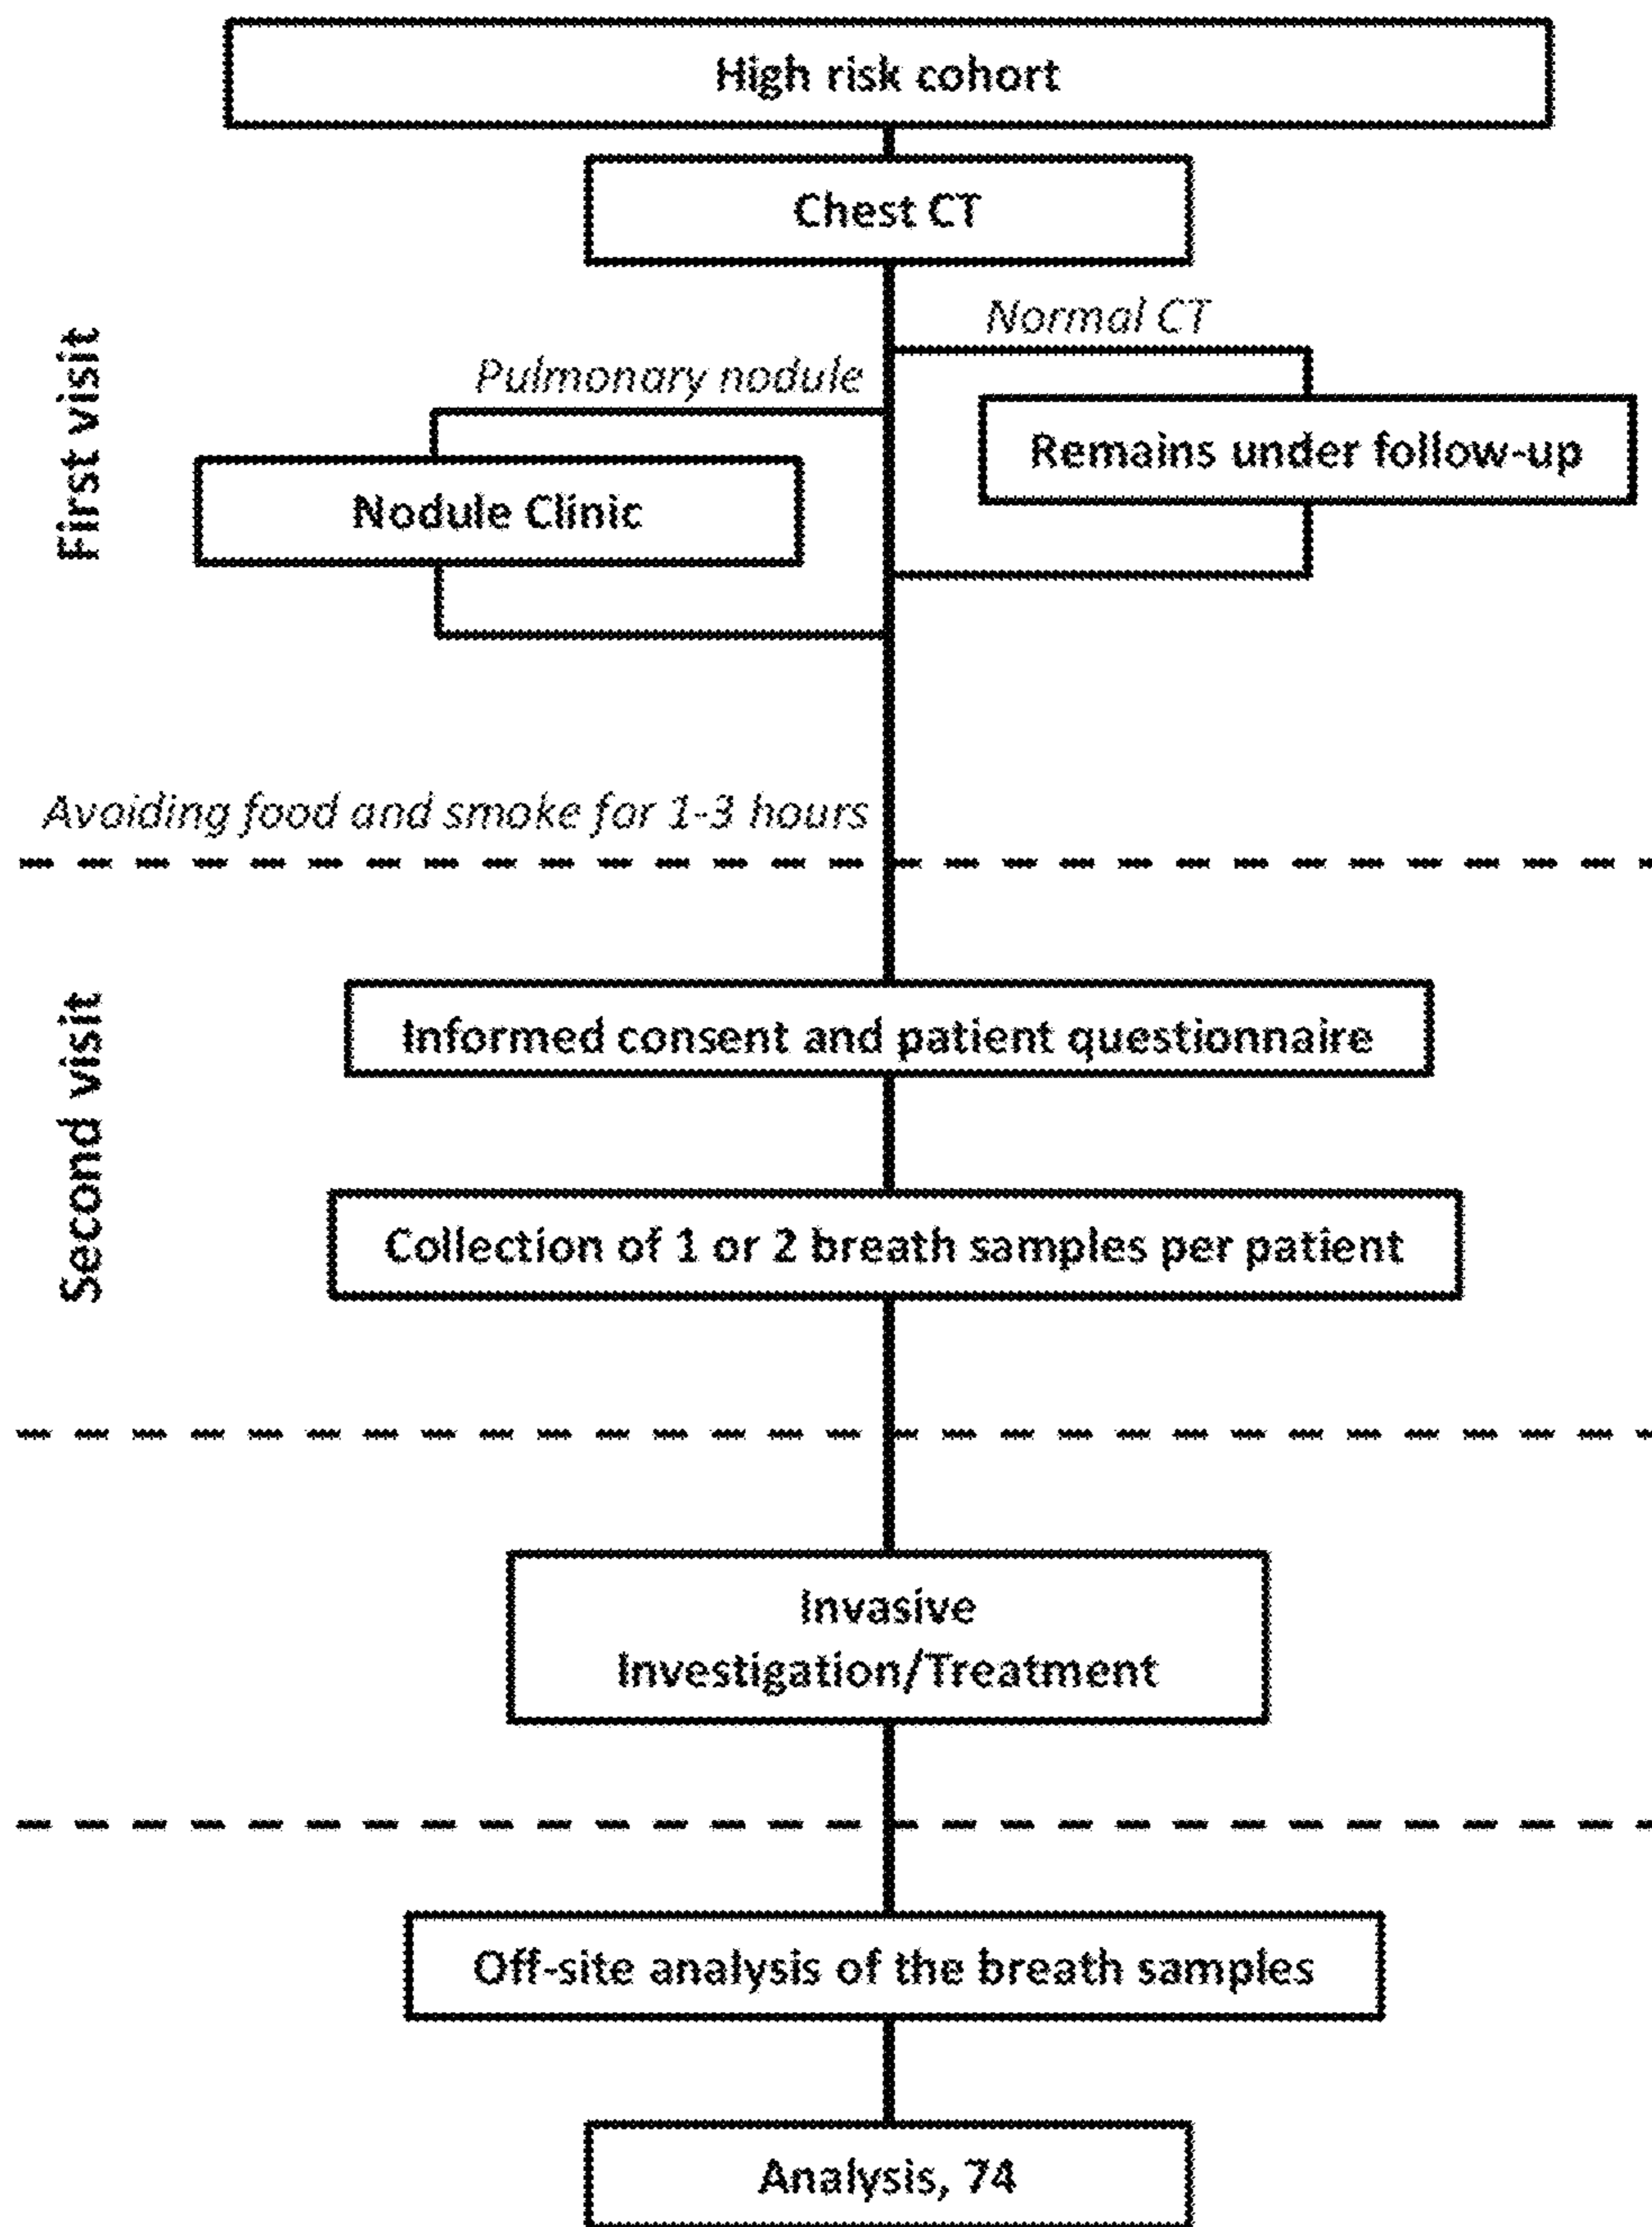 High risk cohort
Chest CT
Normal CT
Pulmonary nodule
Remains under follow-up
Nodule Clinic
First visit
Avoiding food and smoke for 1-3 hours
Second visit
Informed consent and patient questionnaire
Collection of 1 or 2 breath samples per patient
Invasive
Investigation/Treatment
Off-site analysis of the breath samples
Analysis, 74